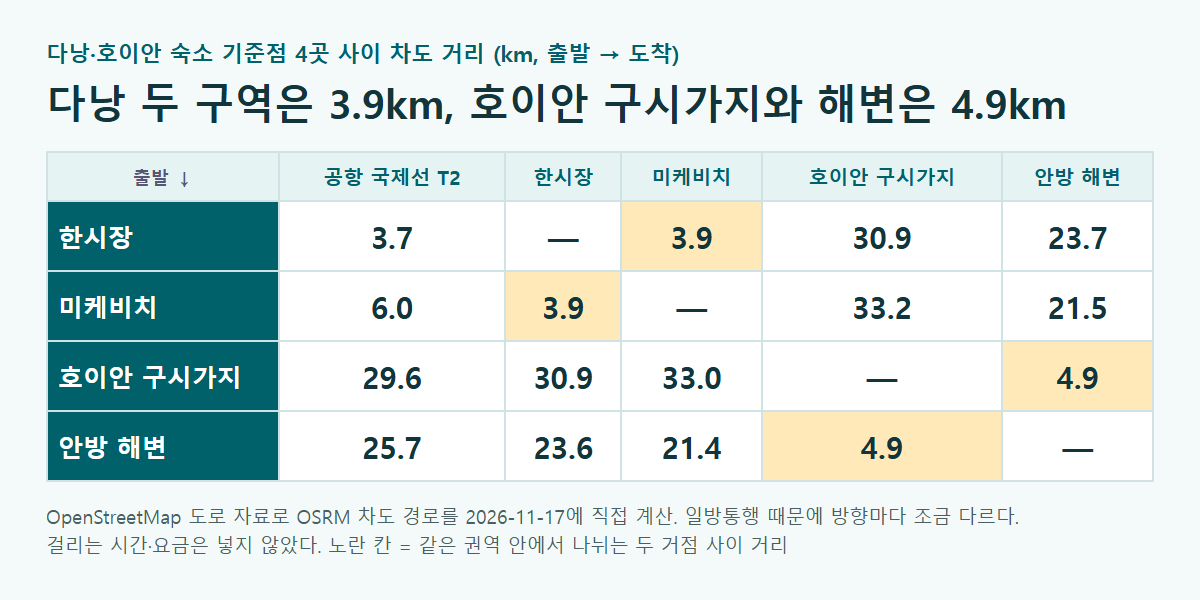 다낭·호이안 숙소 기준점 4곳 사이 차도 거리 (km, 출발 → 도착)
다낭 두 구역은 3.9km, 호이안 구시가지와 해변은 4.9km
출발 ↓ 공항 국제선 T2 한시장 미케비치 호이안 구시가지 안방 해변
한시장 3.7 — 3.9 30.9 23.7
미케비치 6.0 3.9 — 33.2 21.5
호이안 구시가지 29.6 30.9 33.0 — 4.9
안방 해변 25.7 23.6 21.4 4.9 —
OpenStreetMap 도로 자료로 OSRM 차도 경로를 2026-11-17에 직접 계산. 일방통행 때문에 방향마다 조금 다르다.
걸리는 시간·요금은 넣지 않았다. 노란 칸 = 같은 권역 안에서 나뉘는 두 거점 사이 거리